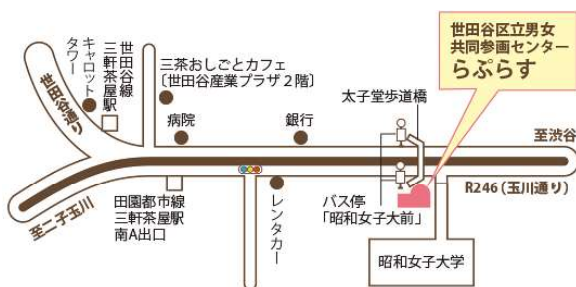 世田谷区立男女
共同参画センター
らぷらす
世田谷通り
キャロット
タワー
世田谷線
三軒茶屋駅
三茶おしごとカフェ
〔世田谷産業プラザ2階〕
病院
銀行
太子堂歩道橋
至渋谷
R246(玉川通り)
至二子玉川
田園都市線
三軒茶屋駅
南A出口
レンタカー
バス停
「昭和女子大前」
昭和女子大学